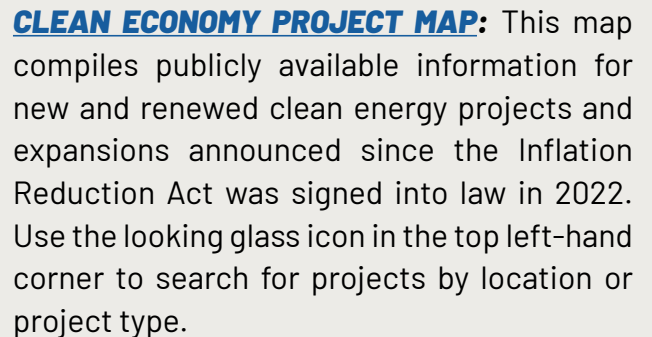 CLEAN ECONOMY PROJECT MAP: This map
compiles publicly available information for
new and renewed clean energy projects and
expansions announced since the Inflation
Reduction Act was signed into law in 2022.
Use the looking glass icon in the top left-hand
corner to search for projects by location or
project type.